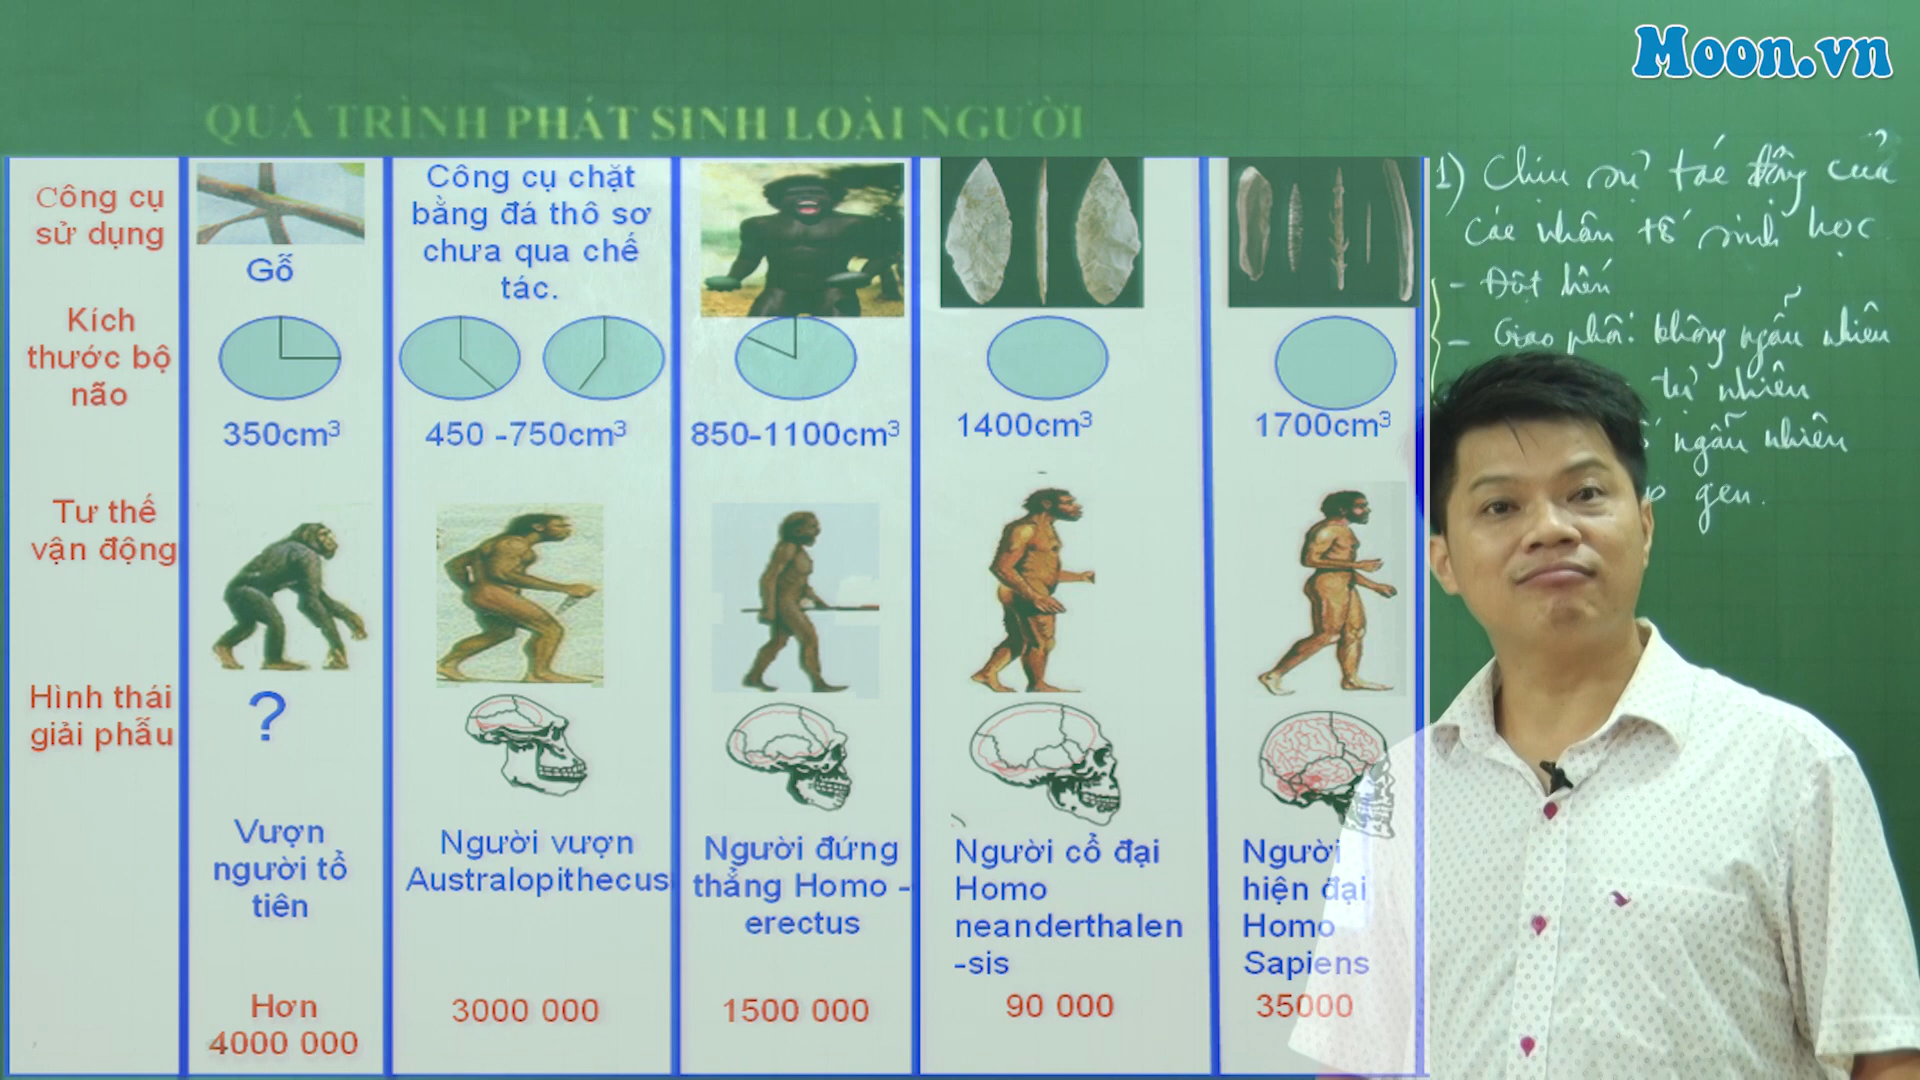 Moon.vn
QUÁ TRÌNH PHÁT SINH LOÀI NGƯỜI
Công cụ
sử dụng
Gỗ
Công cụ chặt
bằng đá thô sơ
chưa qua chế
tác.
Kích
thước bộ
não
350cm³
450 -750cm³
850-1100cm³
1400cm³
1700cm³
Tư thế
vận động
Hình thái
giải phẫu
?
Vượn
người tổ
tiên
Người vượn
Australopithecus
Người đứng
thẳng Homo -
erectus
Người cổ đại
Homo
neanderthalen
-sis
Người
hiện đại
Homo
Sapiens
Hơn
4000 000
3000 000
1500 000
90 000
35000
1) Chịu sự tác động của
các nhân tố sinh học
- Đột biến
- Giao phối không ngẫu nhiên
tự nhiên
ngẫu nhiên
gen.